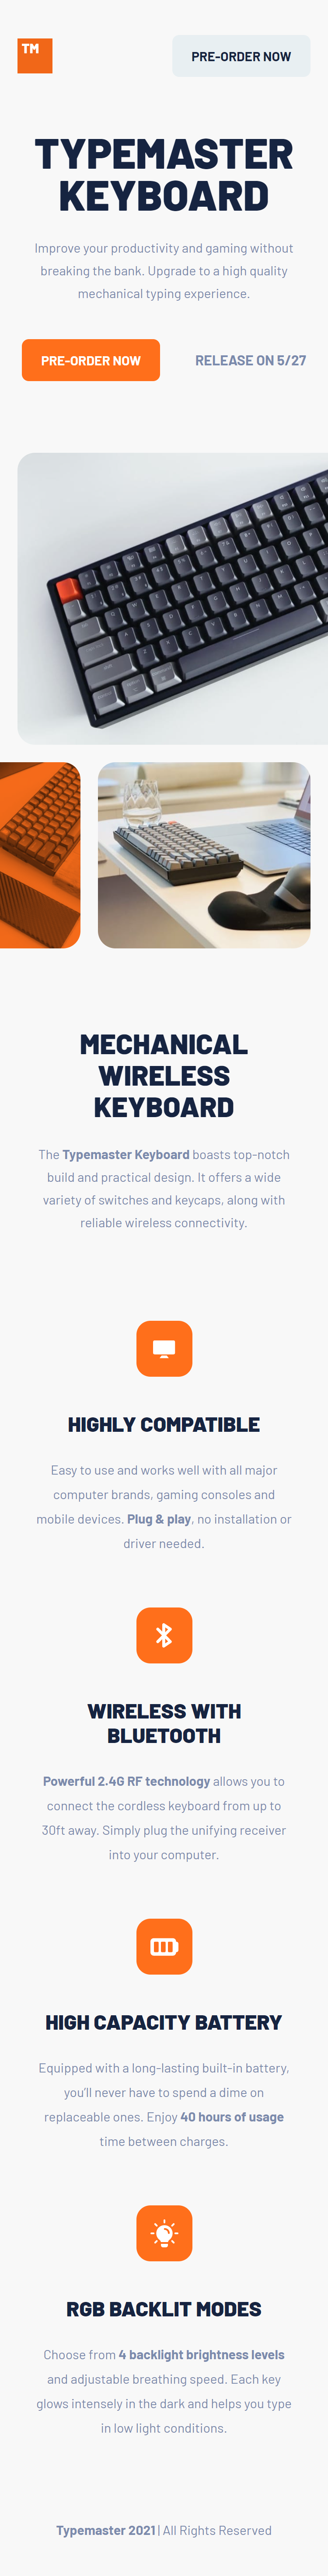 TM
PRE-ORDER NOW
TYPEMASTER
KEYBOARD
Improve your productivity and gaming without
breaking the bank. Upgrade to a high quality
mechanical typing experience.
PRE-ORDER NOW
RELEASE ON 5/27
MECHANICAL
WIRELESS
KEYBOARD
The Typemaster Keyboard boasts top-notch
build and practical design. It offers a wide
variety of switches and keycaps, along with
reliable wireless connectivity.
HIGHLY COMPATIBLE
Easy to use and works well with all major
computer brands, gaming consoles and
mobile devices. Plug & play, no installation or
driver needed.
WIRELESS WITH
BLUETOOTH
Powerful 2.4G RF technology allows you to
connect the cordless keyboard from up to
30ft away. Simply plug the unifying receiver
into your computer.
HIGH CAPACITY BATTERY
Equipped with a long-lasting built-in battery,
you'll never have to spend a dime on
replaceable ones. Enjoy 40 hours of usage
time between charges.
RGB BACKLIT MODES
Choose from 4 backlight brightness levels
and adjustable breathing speed. Each key
glows intensely in the dark and helps you type
in low light conditions.
Typemaster 2021 | All Rights Reserved